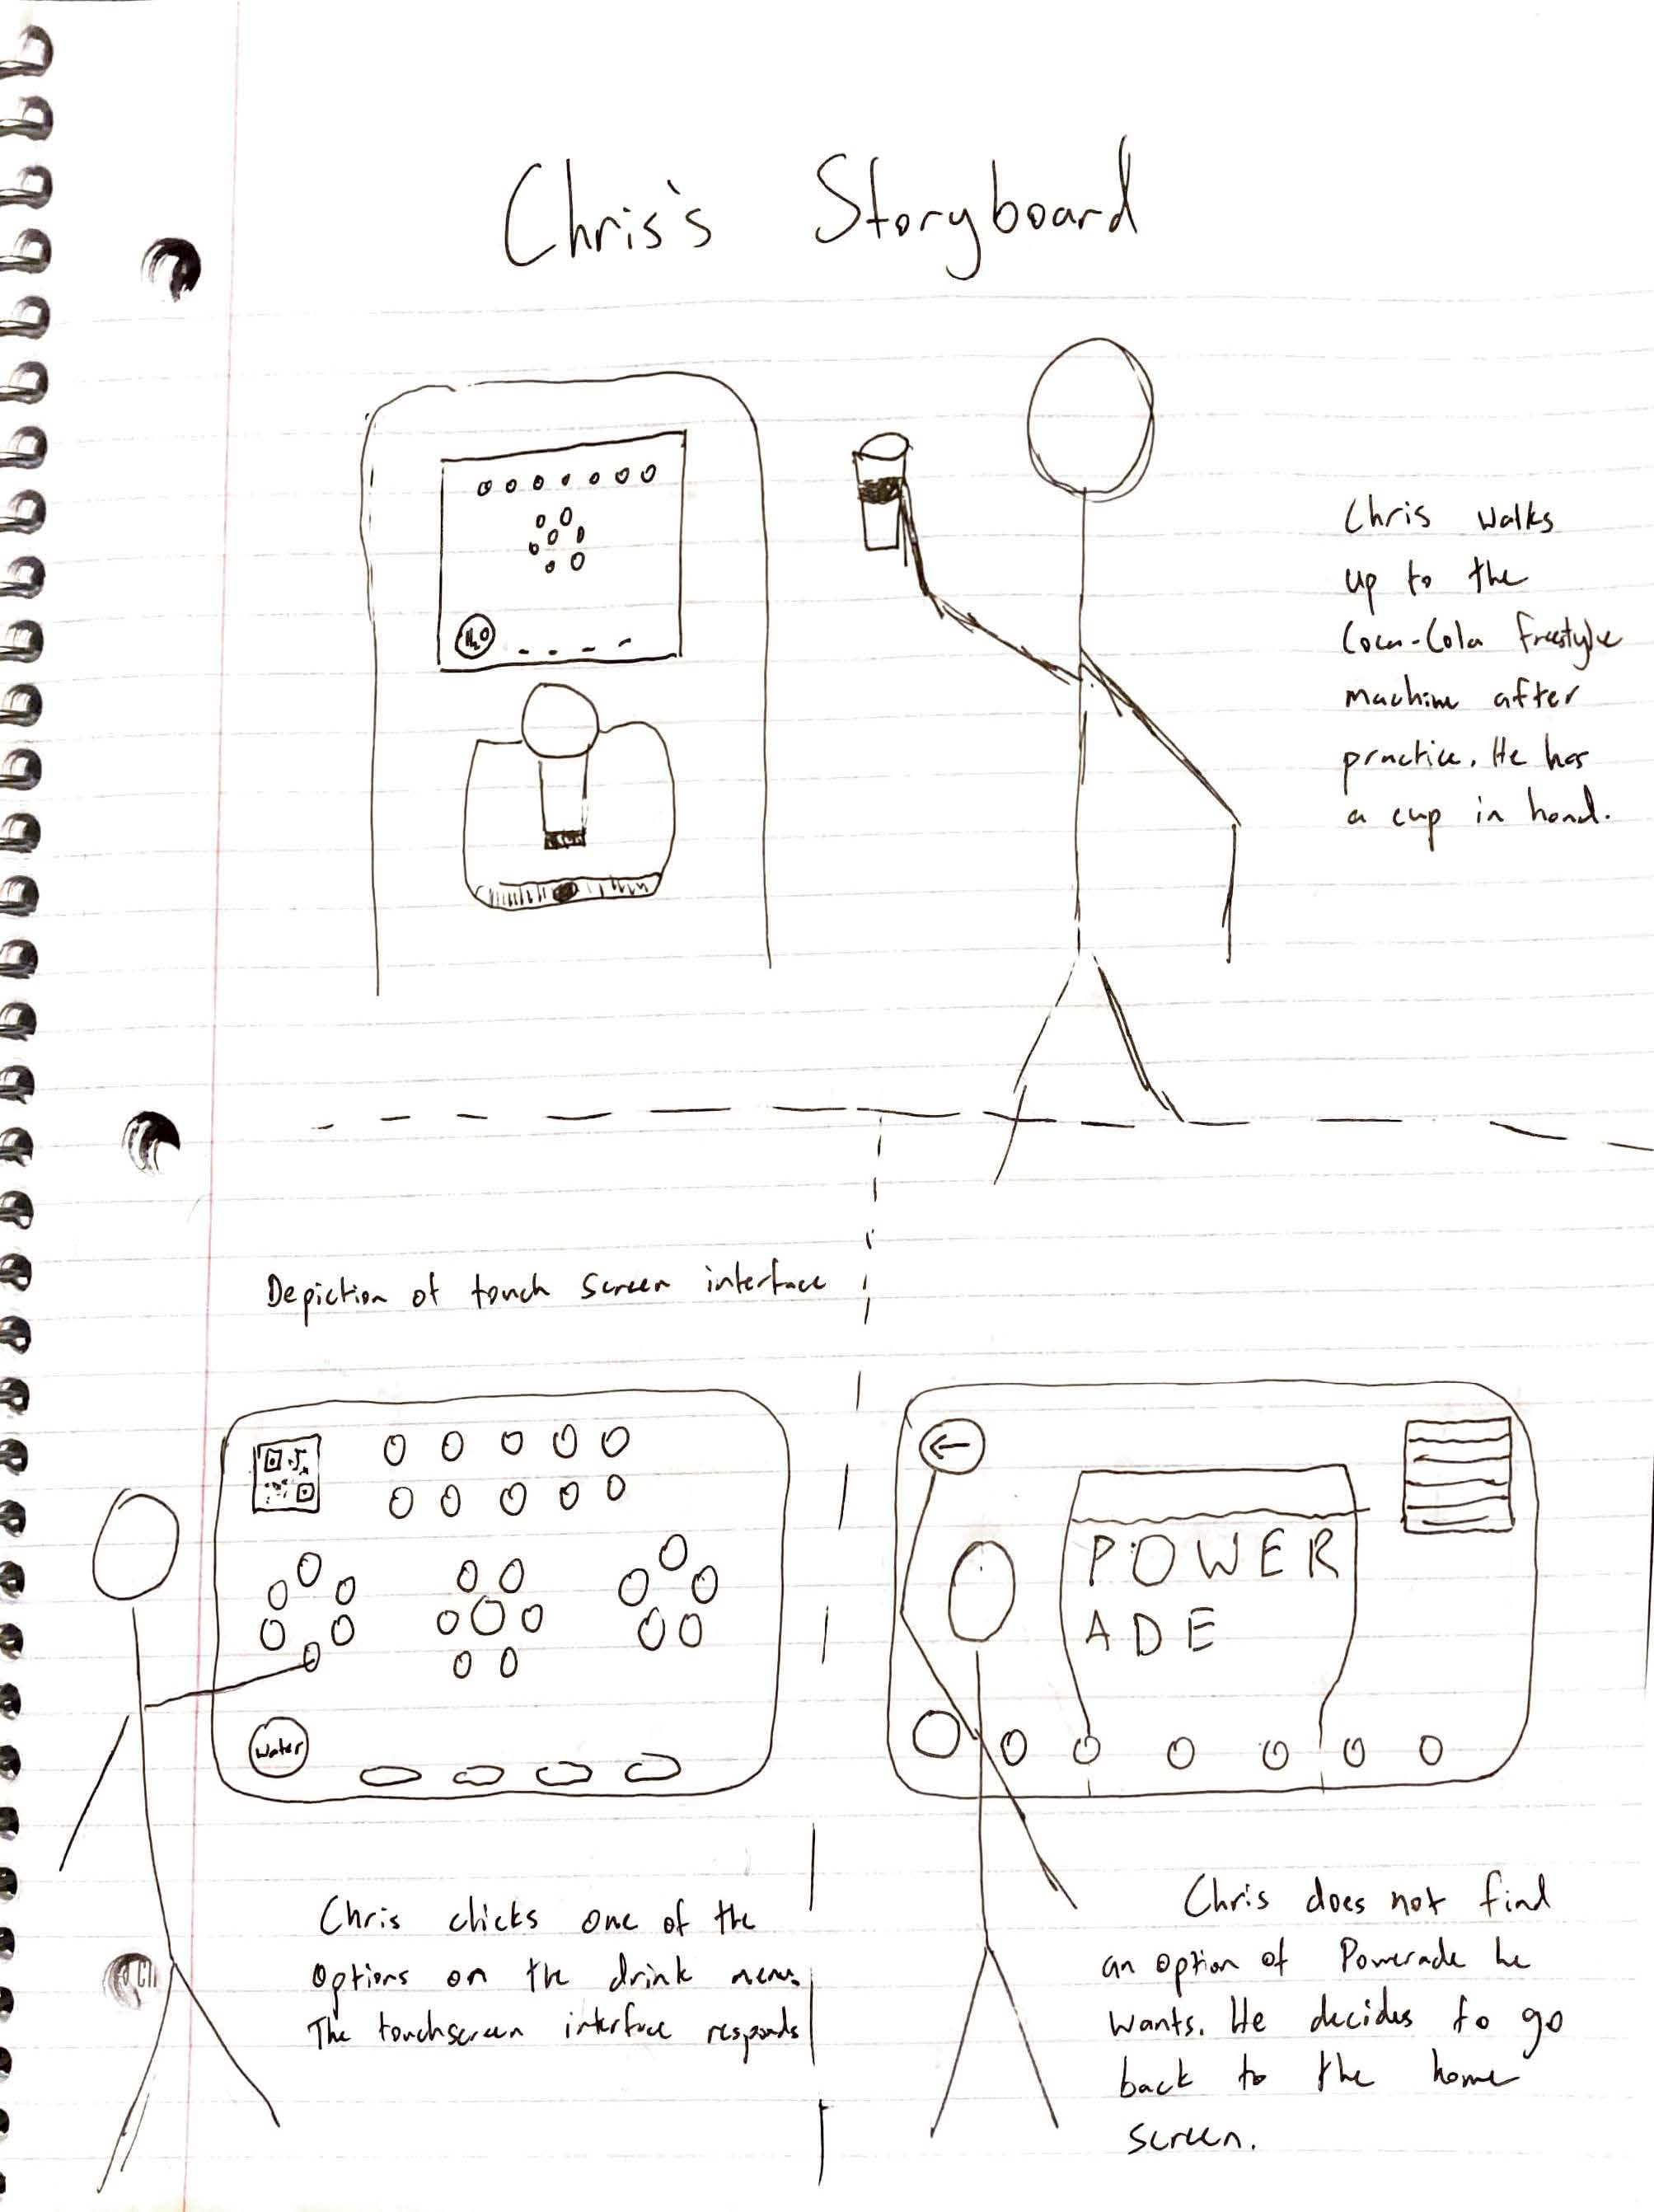 Chris's Storyboard
H2O
Chris walks
up to the
Coca-Cola Freestyle
machine after
practice. He has
a cup in hand.
Depiction of touch screen interface
Water
Chris clicks one of the
options on the drink menu.
The touchscreen interface responds
POWER
ADE
Chris does not find
an option of Powerade he
wants. He decides to go
back to the home
screen.